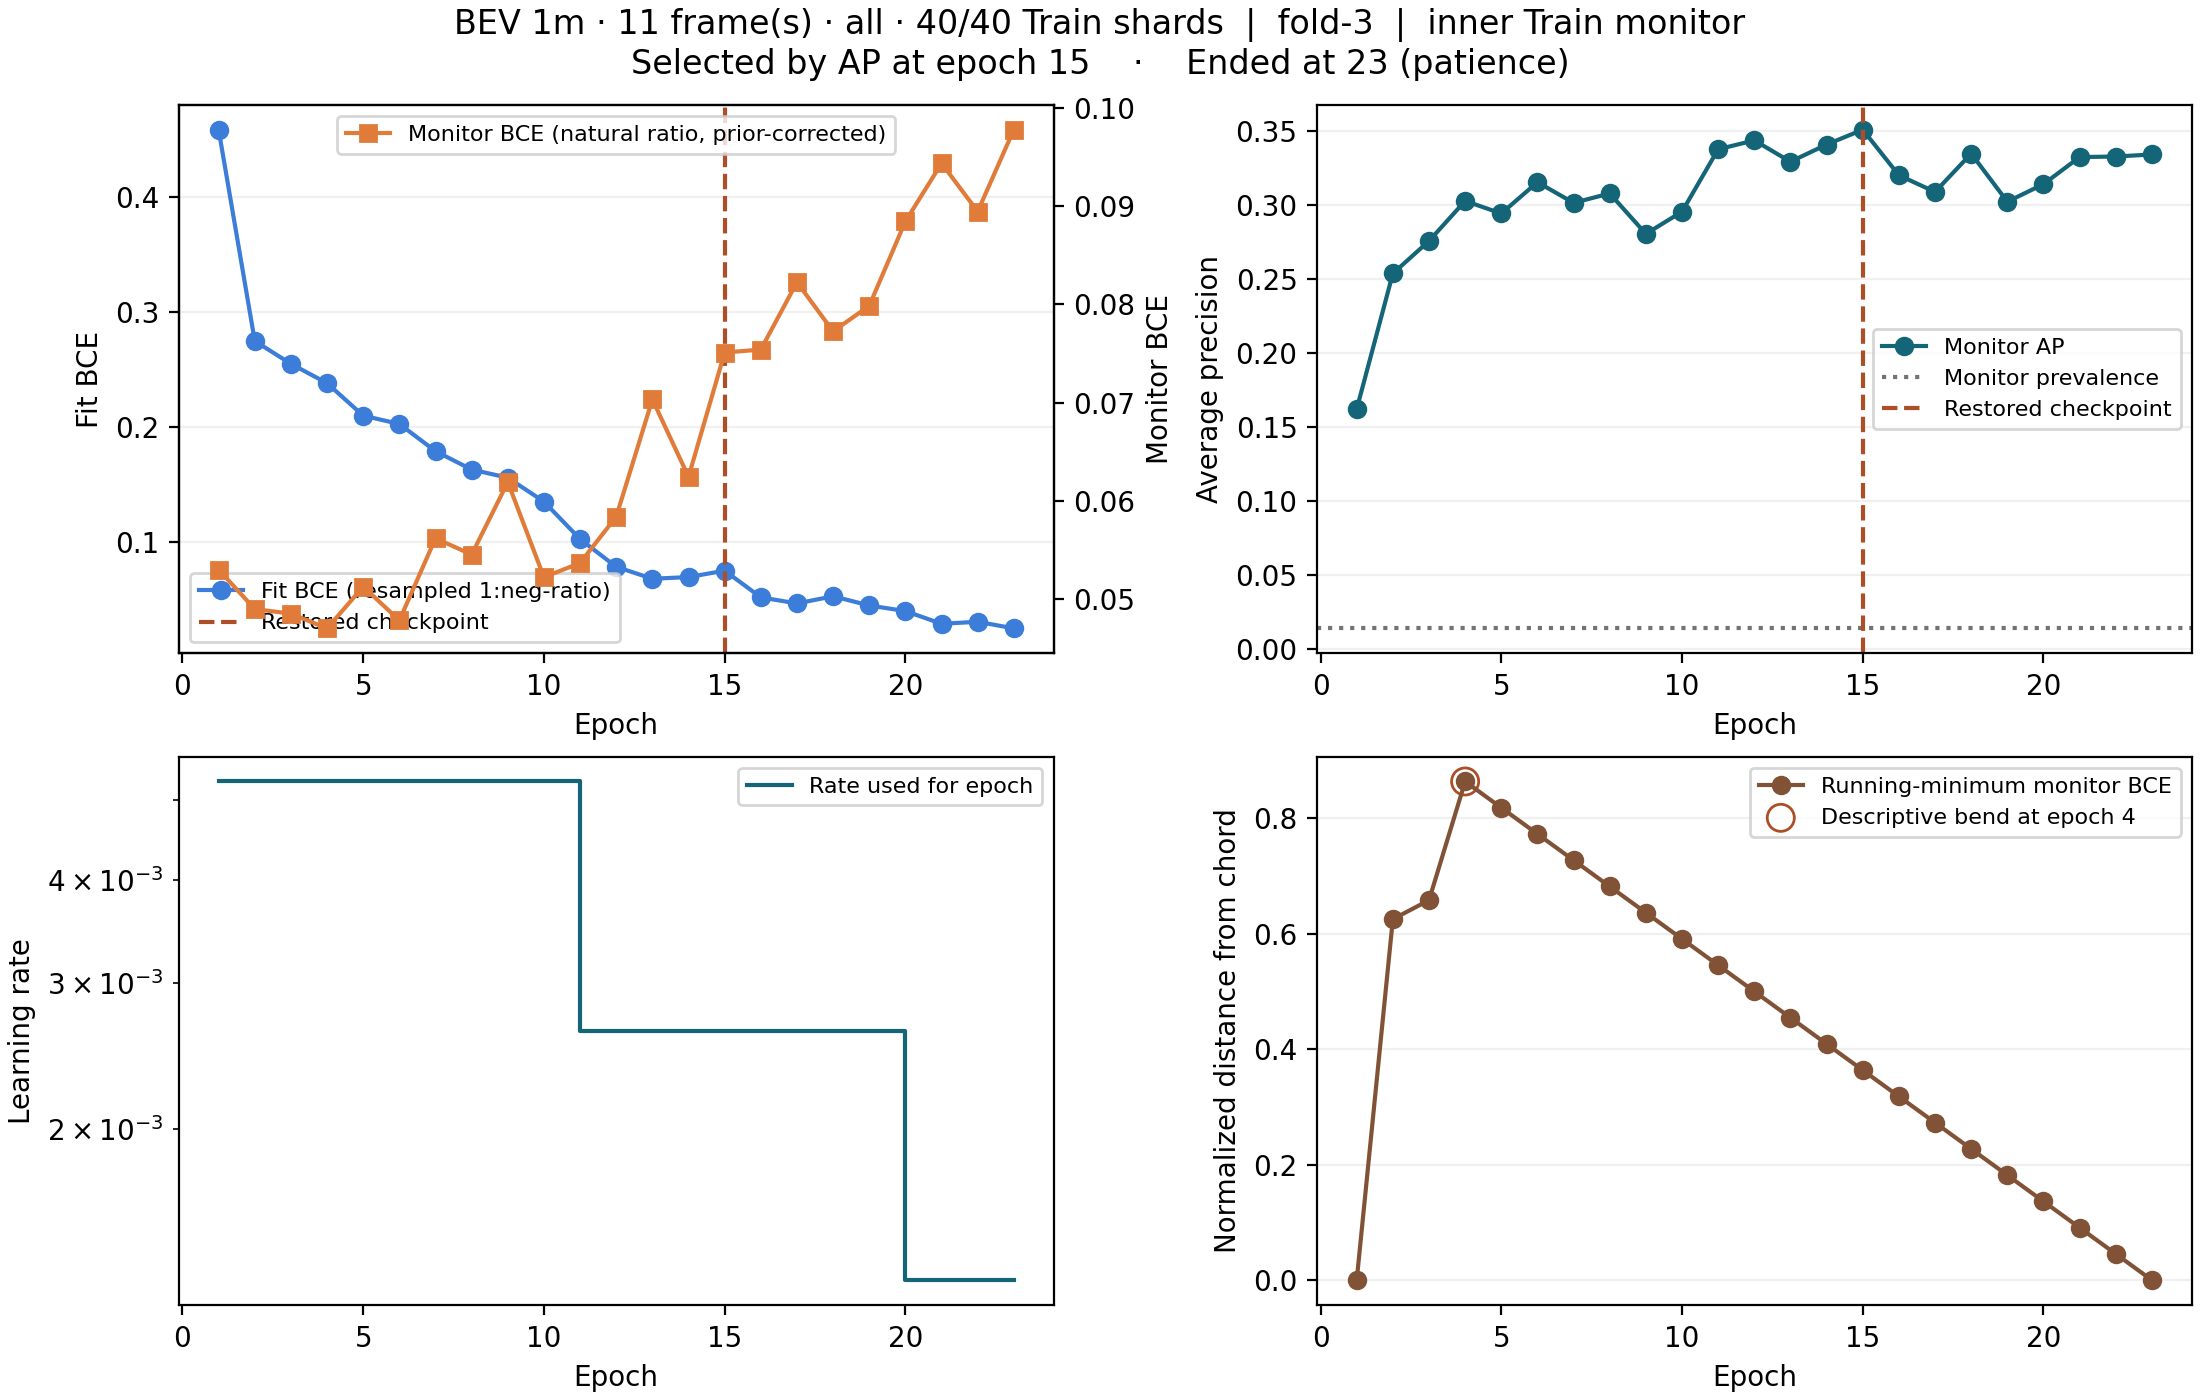 BEV 1m · 11 frame(s) · all · 40/40 Train shards | fold-3 | inner Train monitor
Selected by AP at epoch 15 · Ended at 23 (patience)
Monitor BCE (natural ratio, prior-corrected)
Fit BCE (resampled 1:neg-ratio)
Restored checkpoint
Fit BCE
0.4
0.3
0.2
0.1
0.10
0.09
0.08
0.07
0.06
0.05
Monitor BCE
0 5 10 15 20
Epoch
Average precision
0.35
0.30
0.25
0.20
0.15
0.10
0.05
0.00
Monitor AP
Monitor prevalence
Restored checkpoint
0 5 10 15 20
Epoch
Learning rate
4 × 10⁻³
3 × 10⁻³
2 × 10⁻³
Rate used for epoch
0 5 10 15 20
Epoch
Normalized distance from chord
0.8
0.6
0.4
0.2
0.0
Running-minimum monitor BCE
Descriptive bend at epoch 4
0 5 10 15 20
Epoch